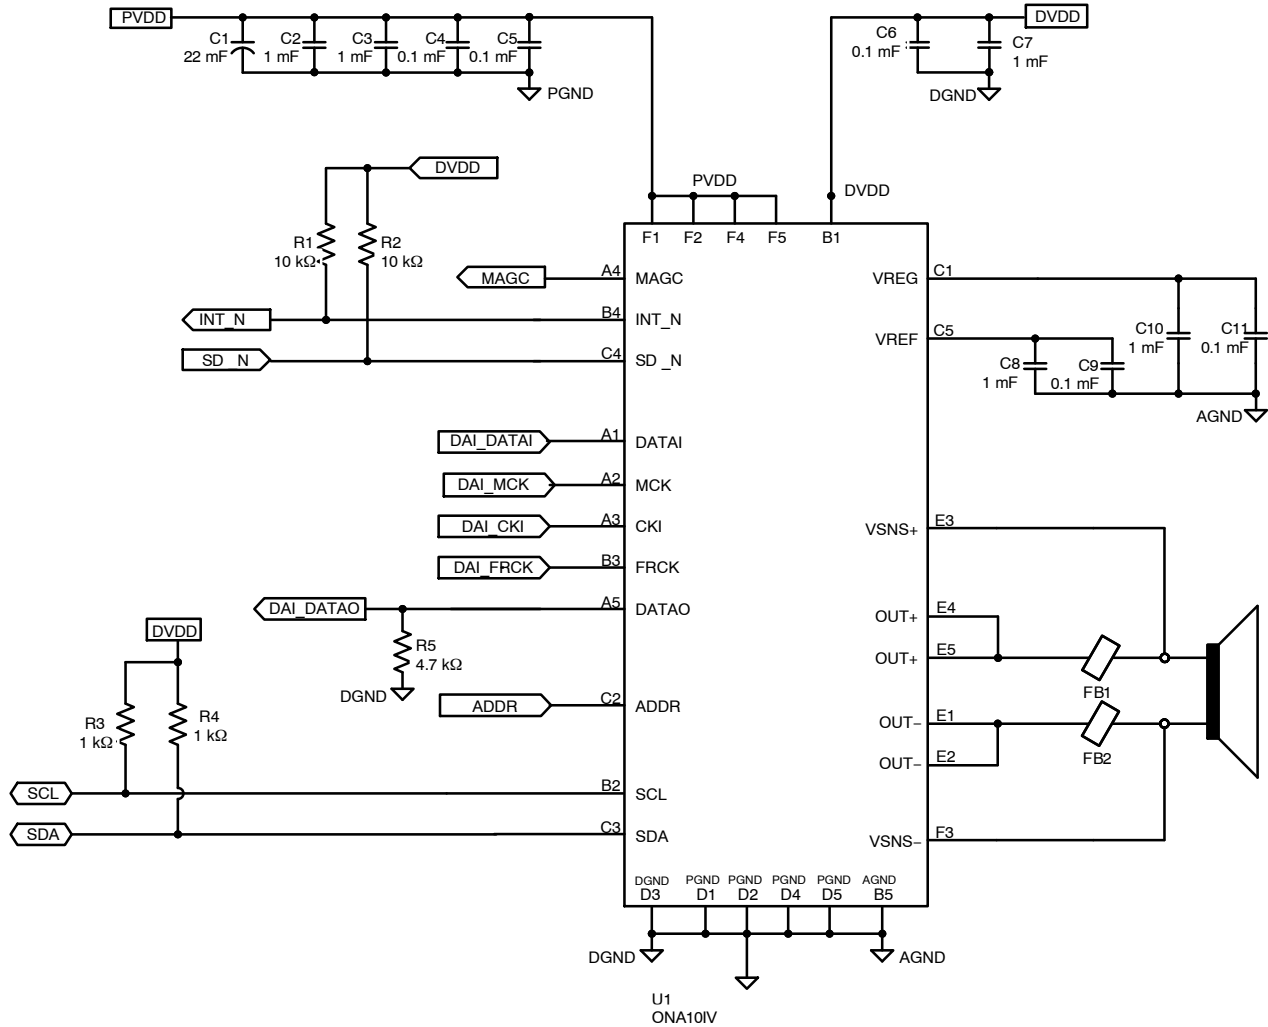 PVDD
C1
22 mF
C2
1 mF
C3
1 mF
C4
0.1 mF
C5
0.1 mF
PGND
DVDD
C6
0.1 mF
C7
1 mF
DGND
DVDD
R1
10 kΩ
R2
10 kΩ
PVDD
DVDD
F1
F2
F4
F5
B1
MAGC
A4
MAGC
INT_N
B4
INT_N
SD _N
C4
SD _N
VREG
C1
VREF
C5
C8
1 mF
C9
0.1 mF
C10
1 mF
C11
0.1 mF
AGND
DAI_DATAI
A1
DATAI
DAI_MCK
A2
MCK
DAI_CKI
A3
CKI
DAI_FRCK
B3
FRCK
DAI_DATAO
A5
DATAO
R5
4.7 kΩ
DGND
ADDR
C2
ADDR
DVDD
R3
1 kΩ
R4
1 kΩ
SCL
B2
SCL
SDA
C3
SDA
VSNS+
E3
OUT+
E4
OUT+
E5
FB1
OUT−
E1
OUT−
E2
FB2
VSNS−
F3
DGND
D3
PGND
D1
PGND
D2
PGND
D4
PGND
D5
AGND
B5
DGND
AGND
U1
ONA10IV